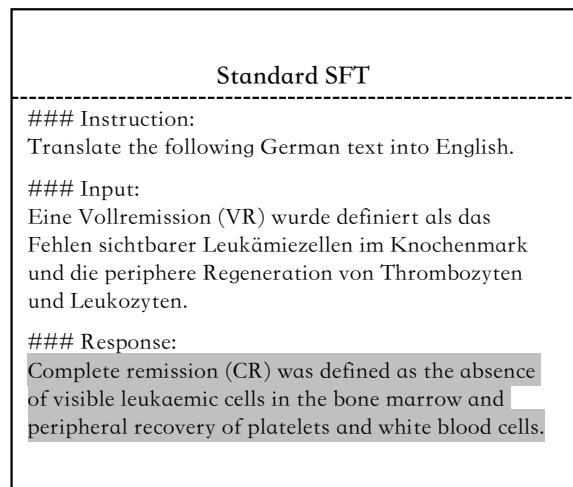 Standard SFT
### Instruction:
Translate the following German text into English.
### Input:
Eine Vollremission (VR) wurde definiert als das
Fehlen sichtbarer Leukämiezellen im Knochenmark
und die periphere Regeneration von Thrombozyten
und Leukozyten.
### Response:
Complete remission (CR) was defined as the absence
of visible leukaemic cells in the bone marrow and
peripheral recovery of platelets and white blood cells.